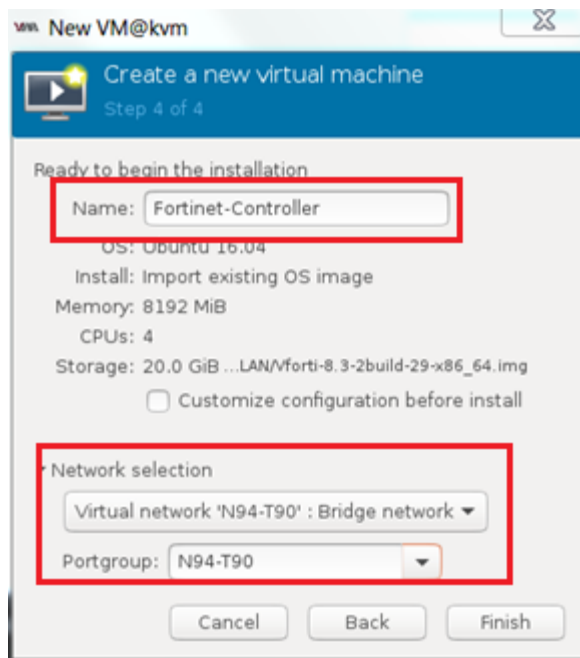 New VM@kvm
Create a new virtual machine
Step 4 of 4
Ready to begin the installation
Name: Fortinet-Controller
OS: Ubuntu 16.04
Install: Import existing OS image
Memory: 8192 MiB
CPUs: 4
Storage: 20.0 GiB ...LAN/Vforti-8.3-2build-29-x86_64.img
Customize configuration before install
Network selection
Virtual network 'N94-T90' : Bridge network
Portgroup: N94-T90
Cancel Back Finish